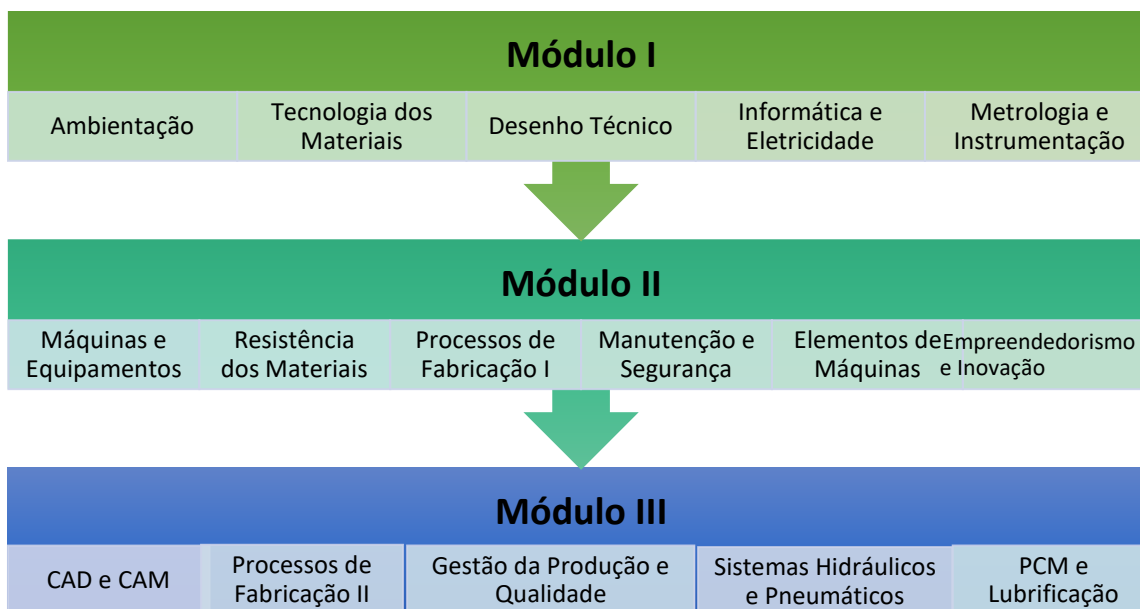 Módulo I
Ambientação
Tecnologia dos
Materiais
Desenho Técnico
Informática e
Eletricidade
Metrologia e
Instrumentação
Módulo II
Máquinas e
Equipamentos
Resistência
dos Materiais
Processos de
Fabricação I
Manutenção e
Segurança
Elementos de
Máquinas
Empreendedorismo
e Inovação
Módulo III
CAD e CAM
Processos de
Fabricação II
Gestão da Produção e
Qualidade
Sistemas Hidráulicos
e Pneumáticos
PCM e
Lubrificação